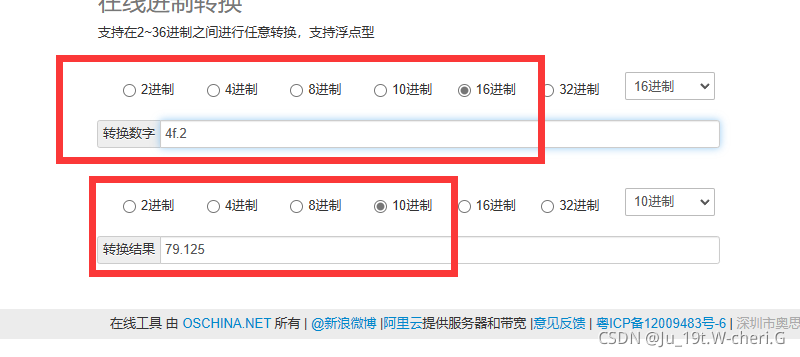 在线进制转换
支持在2~36进制之间进行任意转换，支持浮点型
2进制 4进制 8进制 10进制 16进制 32进制 16进制
转换数字 4f.2
2进制 4进制 8进制 10进制 16进制 32进制 10进制
转换结果 79.125
在线工具 由 OSCHINA.NET 所有 | @新浪微博 |阿里云提供服务器和带宽 |意见反馈 | 粤ICP备12009483号-6 | 深圳市奥思
CSDN @Ju_19t.W-cheri.G